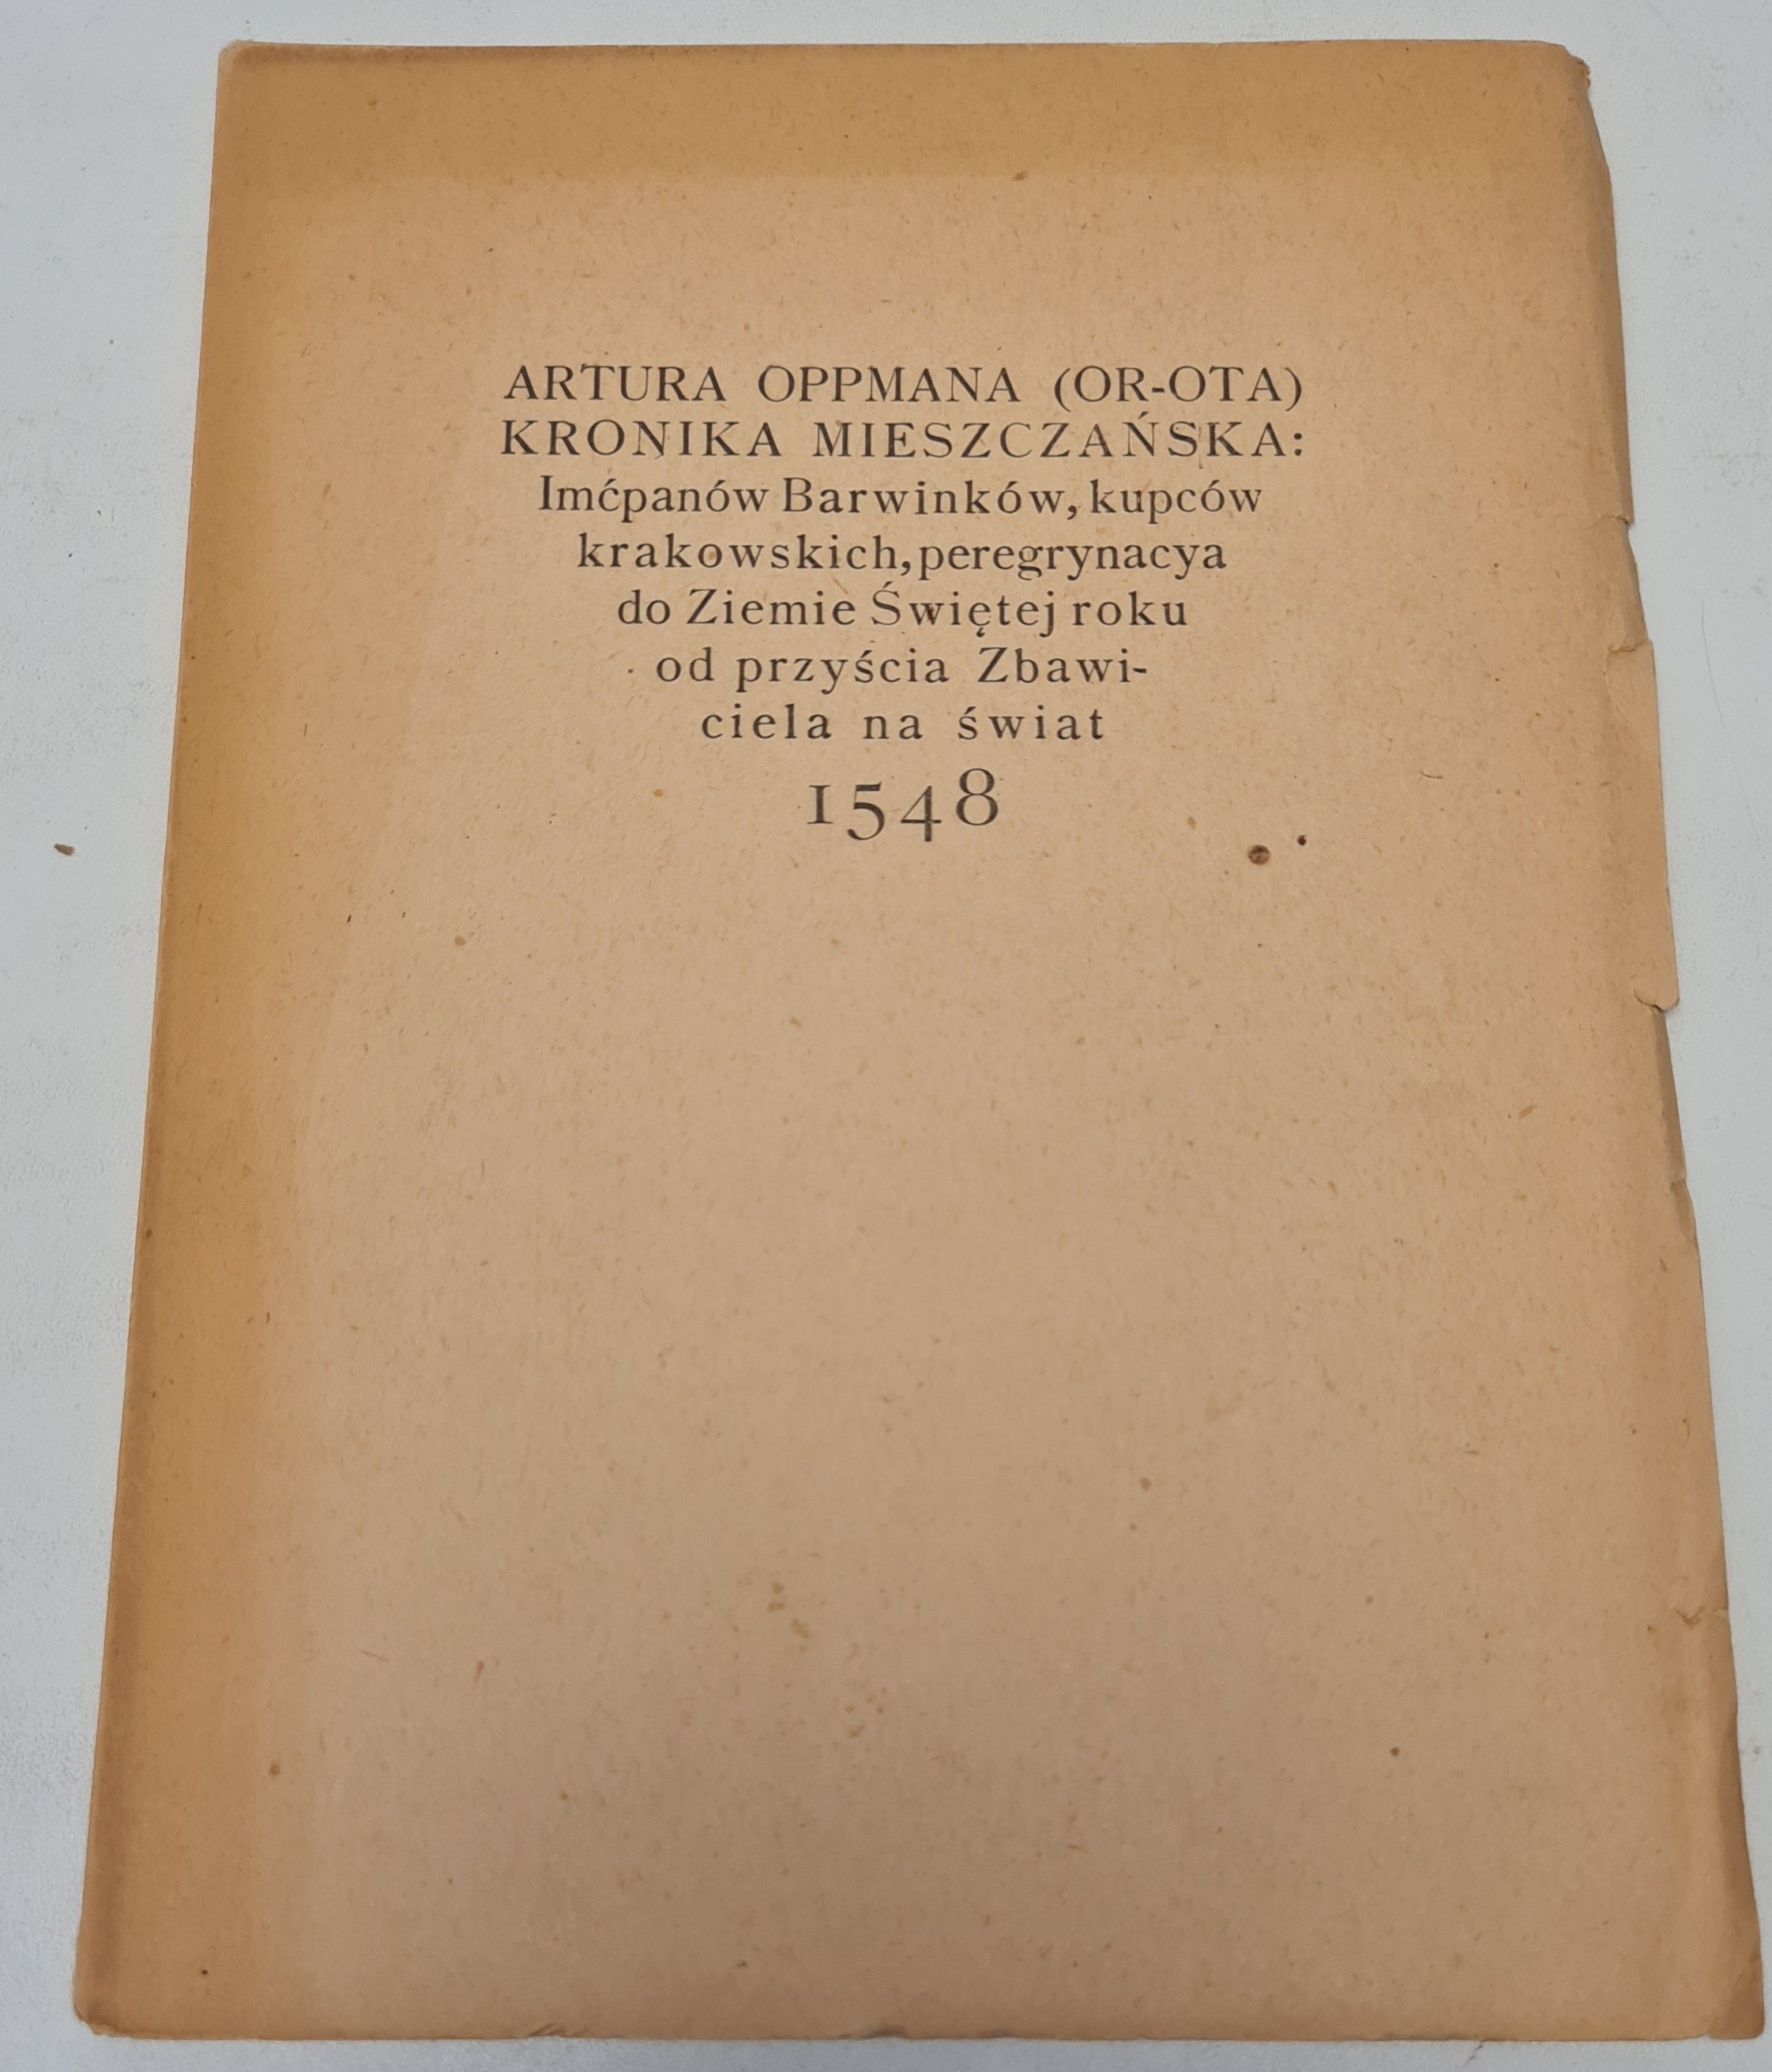 ARTURA OPPMANA (OR-OTA)
KRONIKA MIESZCZAŃSKA:
Imćpanów Barwinków, kupców
krakowskich, peregrynacya
do Ziemie Świętej roku
od przyścia Zbawi-
ciela na świat
1548